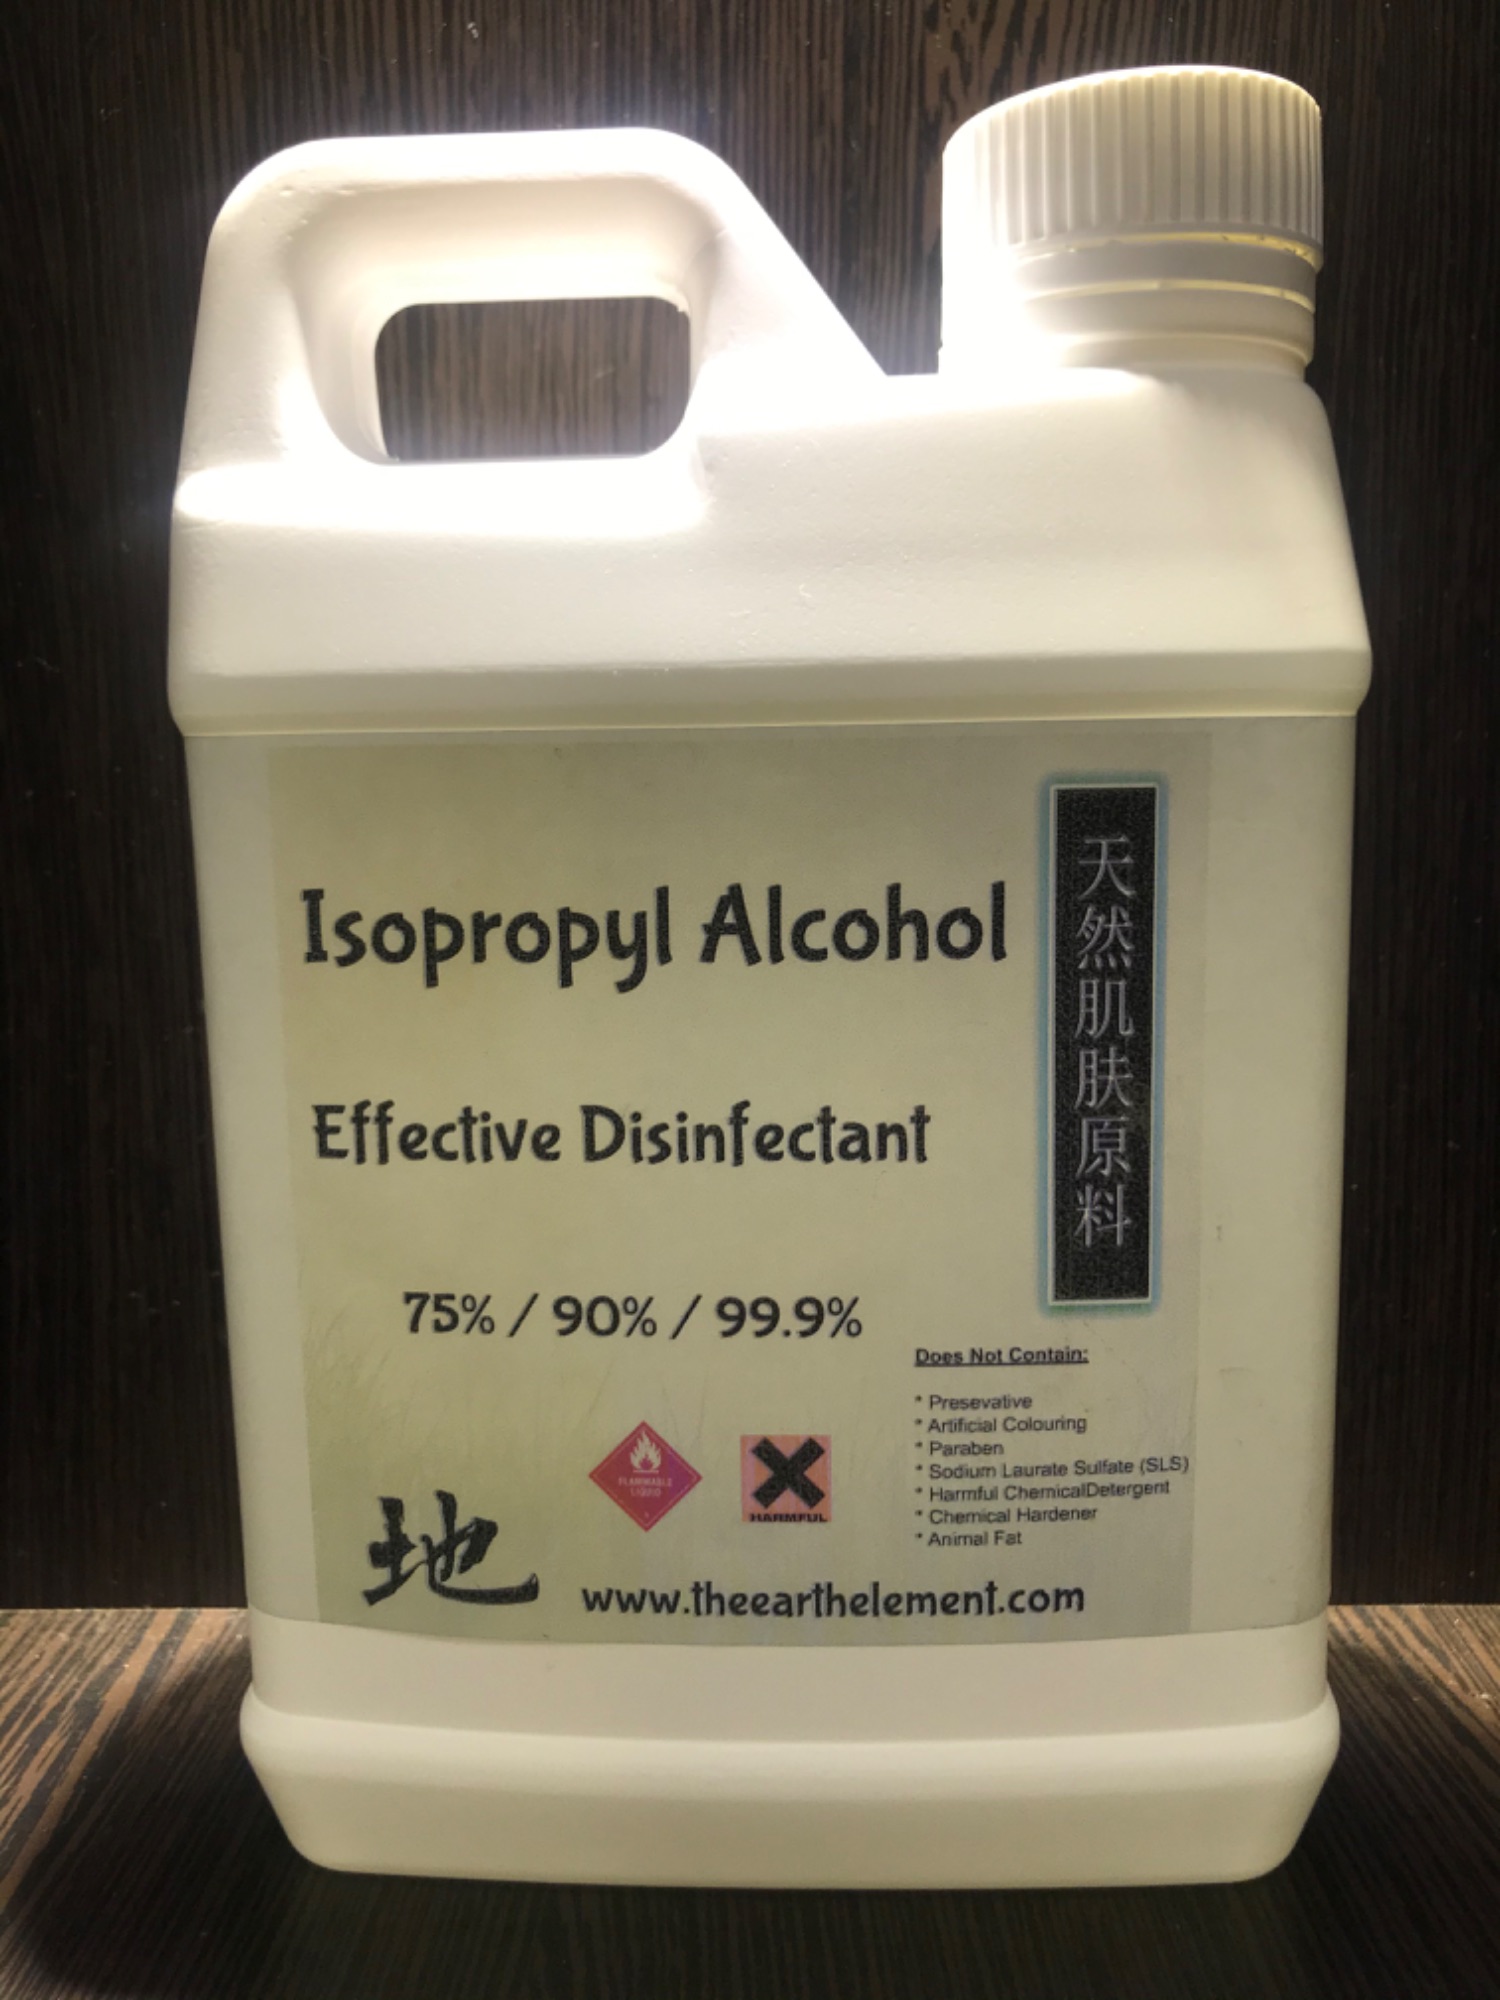 Isopropyl Alcohol
Effective Disinfectant
75% / 90% / 99.9%
天然肌肤原料
Does Not Contain:
* Presevative
* Artificial Colouring
* Paraben
* Sodium Laurate Sulfate (SLS)
* Harmful ChemicalDetergent
* Chemical Hardener
* Animal Fat
FLAMMABLE
LIQUID
HARMFUL
地
www.theearthelement.com